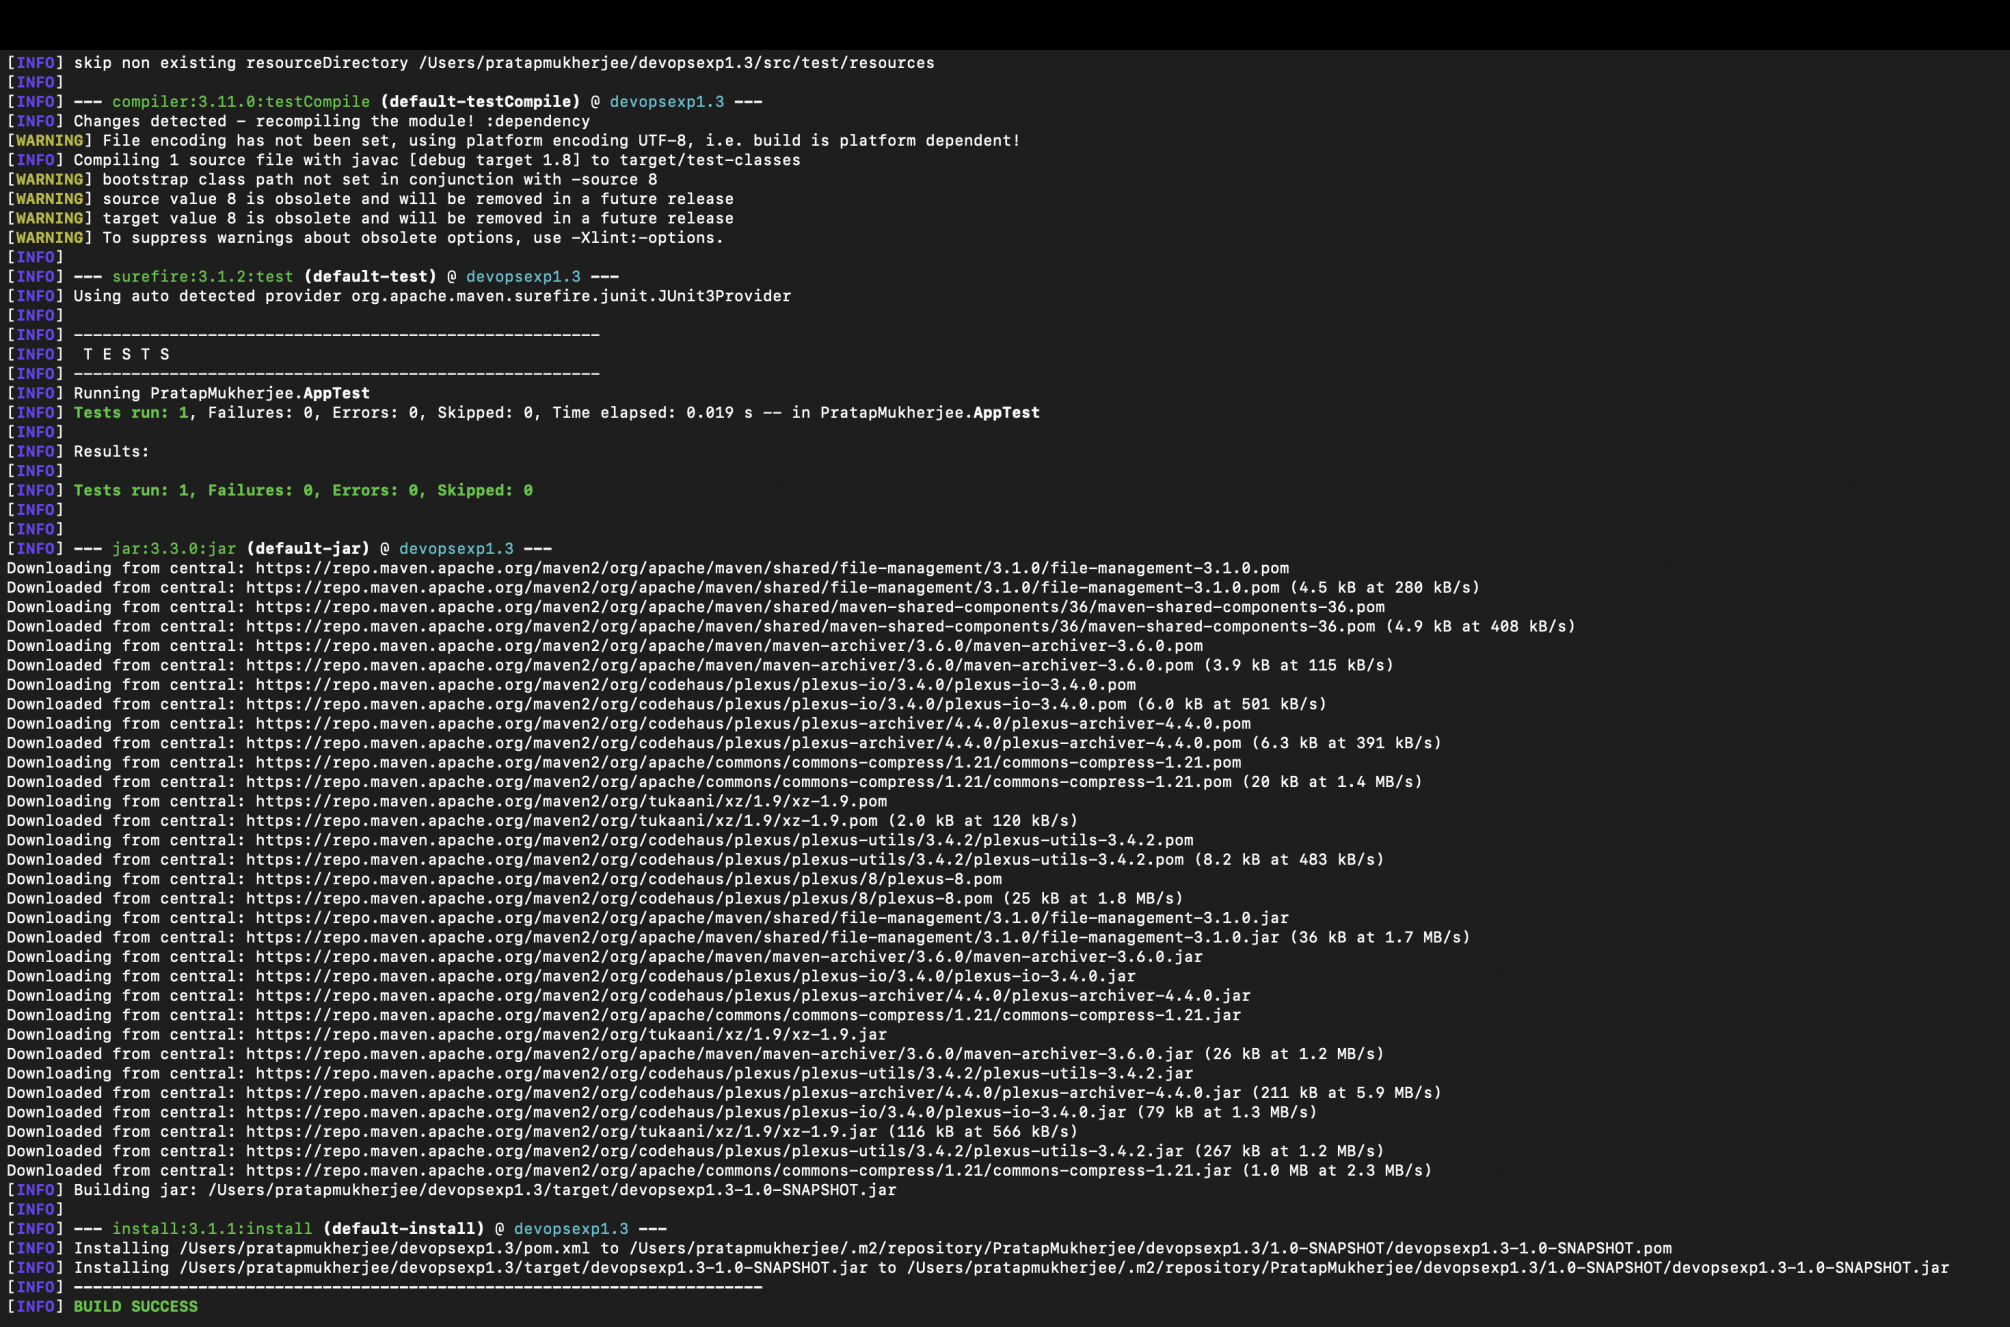 [INFO] skip non existing resourceDirectory /Users/pratapmukherjee/devopsexp1.3/src/test/resources
[INFO]
[INFO] --- compiler:3.11.0:testCompile (default-testCompile) @ devopsexp1.3 ---
[INFO] Changes detected - recompiling the module! :dependency
[WARNING] File encoding has not been set, using platform encoding UTF-8, i.e. build is platform dependent!
[INFO] Compiling 1 source file with javac [debug target 1.8] to target/test-classes
[WARNING] bootstrap class path not set in conjunction with -source 8
[WARNING] source value 8 is obsolete and will be removed in a future release
[WARNING] target value 8 is obsolete and will be removed in a future release
[WARNING] To suppress warnings about obsolete options, use -Xlint:-options.
[INFO]
[INFO] --- surefire:3.1.2:test (default-test) @ devopsexp1.3 ---
[INFO] Using auto detected provider org.apache.maven.surefire.junit.JUnit3Provider
[INFO]
[INFO] -------------------------------------------------------
[INFO]  T E S T S
[INFO] -------------------------------------------------------
[INFO] Running PratapMukherjee.AppTest
[INFO] Tests run: 1, Failures: 0, Errors: 0, Skipped: 0, Time elapsed: 0.019 s -- in PratapMukherjee.AppTest
[INFO]
[INFO] Results:
[INFO]
[INFO] Tests run: 1, Failures: 0, Errors: 0, Skipped: 0
[INFO]
[INFO]
[INFO] --- jar:3.3.0:jar (default-jar) @ devopsexp1.3 ---
Downloading from central: https://repo.maven.apache.org/maven2/org/apache/maven/shared/file-management/3.1.0/file-management-3.1.0.pom
Downloaded from central: https://repo.maven.apache.org/maven2/org/apache/maven/shared/file-management/3.1.0/file-management-3.1.0.pom (4.5 kB at 280 kB/s)
Downloading from central: https://repo.maven.apache.org/maven2/org/apache/maven/shared/maven-shared-components/36/maven-shared-components-36.pom
Downloaded from central: https://repo.maven.apache.org/maven2/org/apache/maven/shared/maven-shared-components/36/maven-shared-components-36.pom (4.9 kB at 408 kB/s)
Downloading from central: https://repo.maven.apache.org/maven2/org/apache/maven/maven-archiver/3.6.0/maven-archiver-3.6.0.pom
Downloaded from central: https://repo.maven.apache.org/maven2/org/apache/maven/maven-archiver/3.6.0/maven-archiver-3.6.0.pom (3.9 kB at 115 kB/s)
Downloading from central: https://repo.maven.apache.org/maven2/org/codehaus/plexus/plexus-io/3.4.0/plexus-io-3.4.0.pom
Downloaded from central: https://repo.maven.apache.org/maven2/org/codehaus/plexus/plexus-io/3.4.0/plexus-io-3.4.0.pom (6.0 kB at 501 kB/s)
Downloading from central: https://repo.maven.apache.org/maven2/org/codehaus/plexus/plexus-archiver/4.4.0/plexus-archiver-4.4.0.pom
Downloaded from central: https://repo.maven.apache.org/maven2/org/codehaus/plexus/plexus-archiver/4.4.0/plexus-archiver-4.4.0.pom (6.3 kB at 391 kB/s)
Downloading from central: https://repo.maven.apache.org/maven2/org/apache/commons/commons-compress/1.21/commons-compress-1.21.pom
Downloaded from central: https://repo.maven.apache.org/maven2/org/apache/commons/commons-compress/1.21/commons-compress-1.21.pom (20 kB at 1.4 MB/s)
Downloading from central: https://repo.maven.apache.org/maven2/org/tukaani/xz/1.9/xz-1.9.pom
Downloaded from central: https://repo.maven.apache.org/maven2/org/tukaani/xz/1.9/xz-1.9.pom (2.0 kB at 120 kB/s)
Downloading from central: https://repo.maven.apache.org/maven2/org/codehaus/plexus/plexus-utils/3.4.2/plexus-utils-3.4.2.pom
Downloaded from central: https://repo.maven.apache.org/maven2/org/codehaus/plexus/plexus-utils/3.4.2/plexus-utils-3.4.2.pom (8.2 kB at 483 kB/s)
Downloading from central: https://repo.maven.apache.org/maven2/org/codehaus/plexus/plexus/8/plexus-8.pom
Downloaded from central: https://repo.maven.apache.org/maven2/org/codehaus/plexus/plexus/8/plexus-8.pom (25 kB at 1.8 MB/s)
Downloading from central: https://repo.maven.apache.org/maven2/org/apache/maven/shared/file-management/3.1.0/file-management-3.1.0.jar
Downloaded from central: https://repo.maven.apache.org/maven2/org/apache/maven/shared/file-management/3.1.0/file-management-3.1.0.jar (36 kB at 1.7 MB/s)
Downloading from central: https://repo.maven.apache.org/maven2/org/apache/maven/maven-archiver/3.6.0/maven-archiver-3.6.0.jar
Downloading from central: https://repo.maven.apache.org/maven2/org/codehaus/plexus/plexus-io/3.4.0/plexus-io-3.4.0.jar
Downloading from central: https://repo.maven.apache.org/maven2/org/codehaus/plexus/plexus-archiver/4.4.0/plexus-archiver-4.4.0.jar
Downloading from central: https://repo.maven.apache.org/maven2/org/apache/commons/commons-compress/1.21/commons-compress-1.21.jar
Downloading from central: https://repo.maven.apache.org/maven2/org/tukaani/xz/1.9/xz-1.9.jar
Downloaded from central: https://repo.maven.apache.org/maven2/org/apache/maven/maven-archiver/3.6.0/maven-archiver-3.6.0.jar (26 kB at 1.2 MB/s)
Downloading from central: https://repo.maven.apache.org/maven2/org/codehaus/plexus/plexus-utils/3.4.2/plexus-utils-3.4.2.jar
Downloaded from central: https://repo.maven.apache.org/maven2/org/codehaus/plexus/plexus-archiver/4.4.0/plexus-archiver-4.4.0.jar (211 kB at 5.9 MB/s)
Downloaded from central: https://repo.maven.apache.org/maven2/org/codehaus/plexus/plexus-io/3.4.0/plexus-io-3.4.0.jar (79 kB at 1.3 MB/s)
Downloaded from central: https://repo.maven.apache.org/maven2/org/tukaani/xz/1.9/xz-1.9.jar (116 kB at 566 kB/s)
Downloaded from central: https://repo.maven.apache.org/maven2/org/codehaus/plexus/plexus-utils/3.4.2/plexus-utils-3.4.2.jar (267 kB at 1.2 MB/s)
Downloaded from central: https://repo.maven.apache.org/maven2/org/apache/commons/commons-compress/1.21/commons-compress-1.21.jar (1.0 MB at 2.3 MB/s)
[INFO] Building jar: /Users/pratapmukherjee/devopsexp1.3/target/devopsexp1.3-1.0-SNAPSHOT.jar
[INFO]
[INFO] --- install:3.1.1:install (default-install) @ devopsexp1.3 ---
[INFO] Installing /Users/pratapmukherjee/devopsexp1.3/pom.xml to /Users/pratapmukherjee/.m2/repository/PratapMukherjee/devopsexp1.3/1.0-SNAPSHOT/devopsexp1.3-1.0-SNAPSHOT.pom
[INFO] Installing /Users/pratapmukherjee/devopsexp1.3/target/devopsexp1.3-1.0-SNAPSHOT.jar to /Users/pratapmukherjee/.m2/repository/PratapMukherjee/devopsexp1.3/1.0-SNAPSHOT/devopsexp1.3-1.0-SNAPSHOT.jar
[INFO] ------------------------------------------------------------------------
[INFO] BUILD SUCCESS